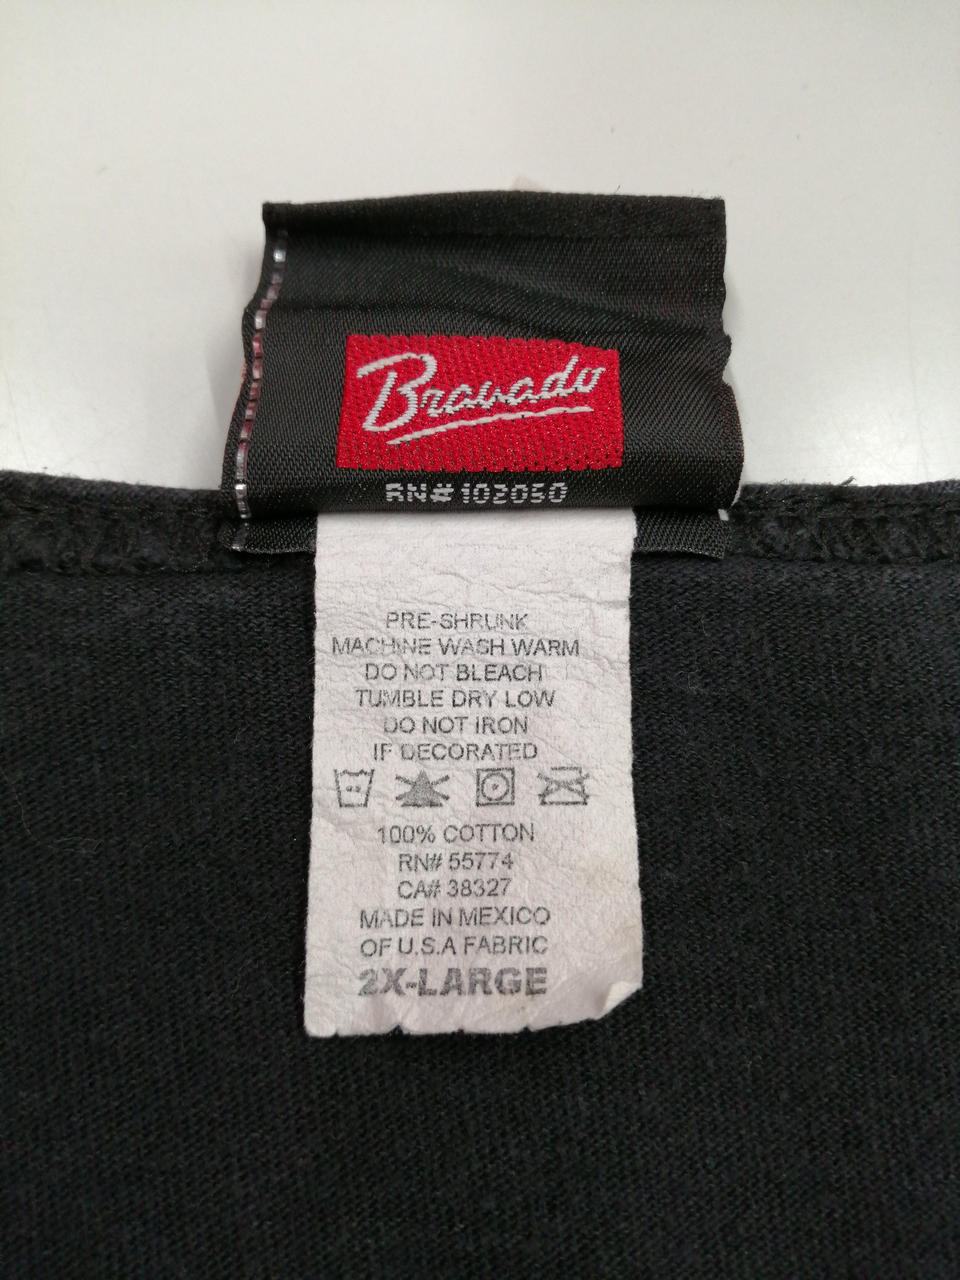 Bravado
RN#102050
PRE-SHRUNK
MACHINE WASH WARM
DO NOT BLEACH
TUMBLE DRY LOW
DO NOT IRON
IF DECORATED
100% COTTON
RN# 55774
CA# 38327
MADE IN MEXICO
OF U.S.A FABRIC
2X-LARGE